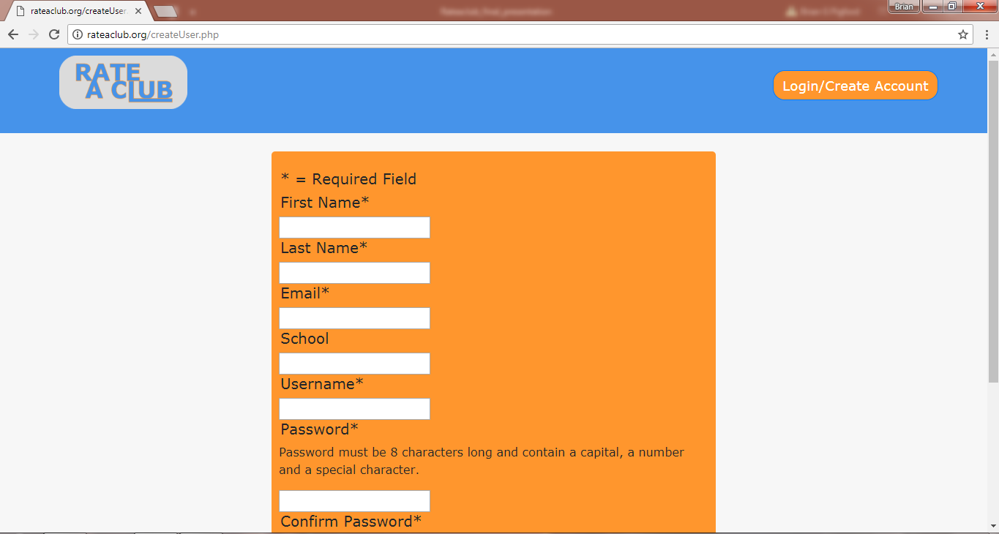 rateaclub.org/createUser.
Brian
rateaclub.org/createUser.php
RATE
A CLUB
Login/Create Account
* = Required Field
First Name*
Last Name*
Email*
School
Username*
Password*
Password must be 8 characters long and contain a capital, a number
and a special character.
Confirm Password*